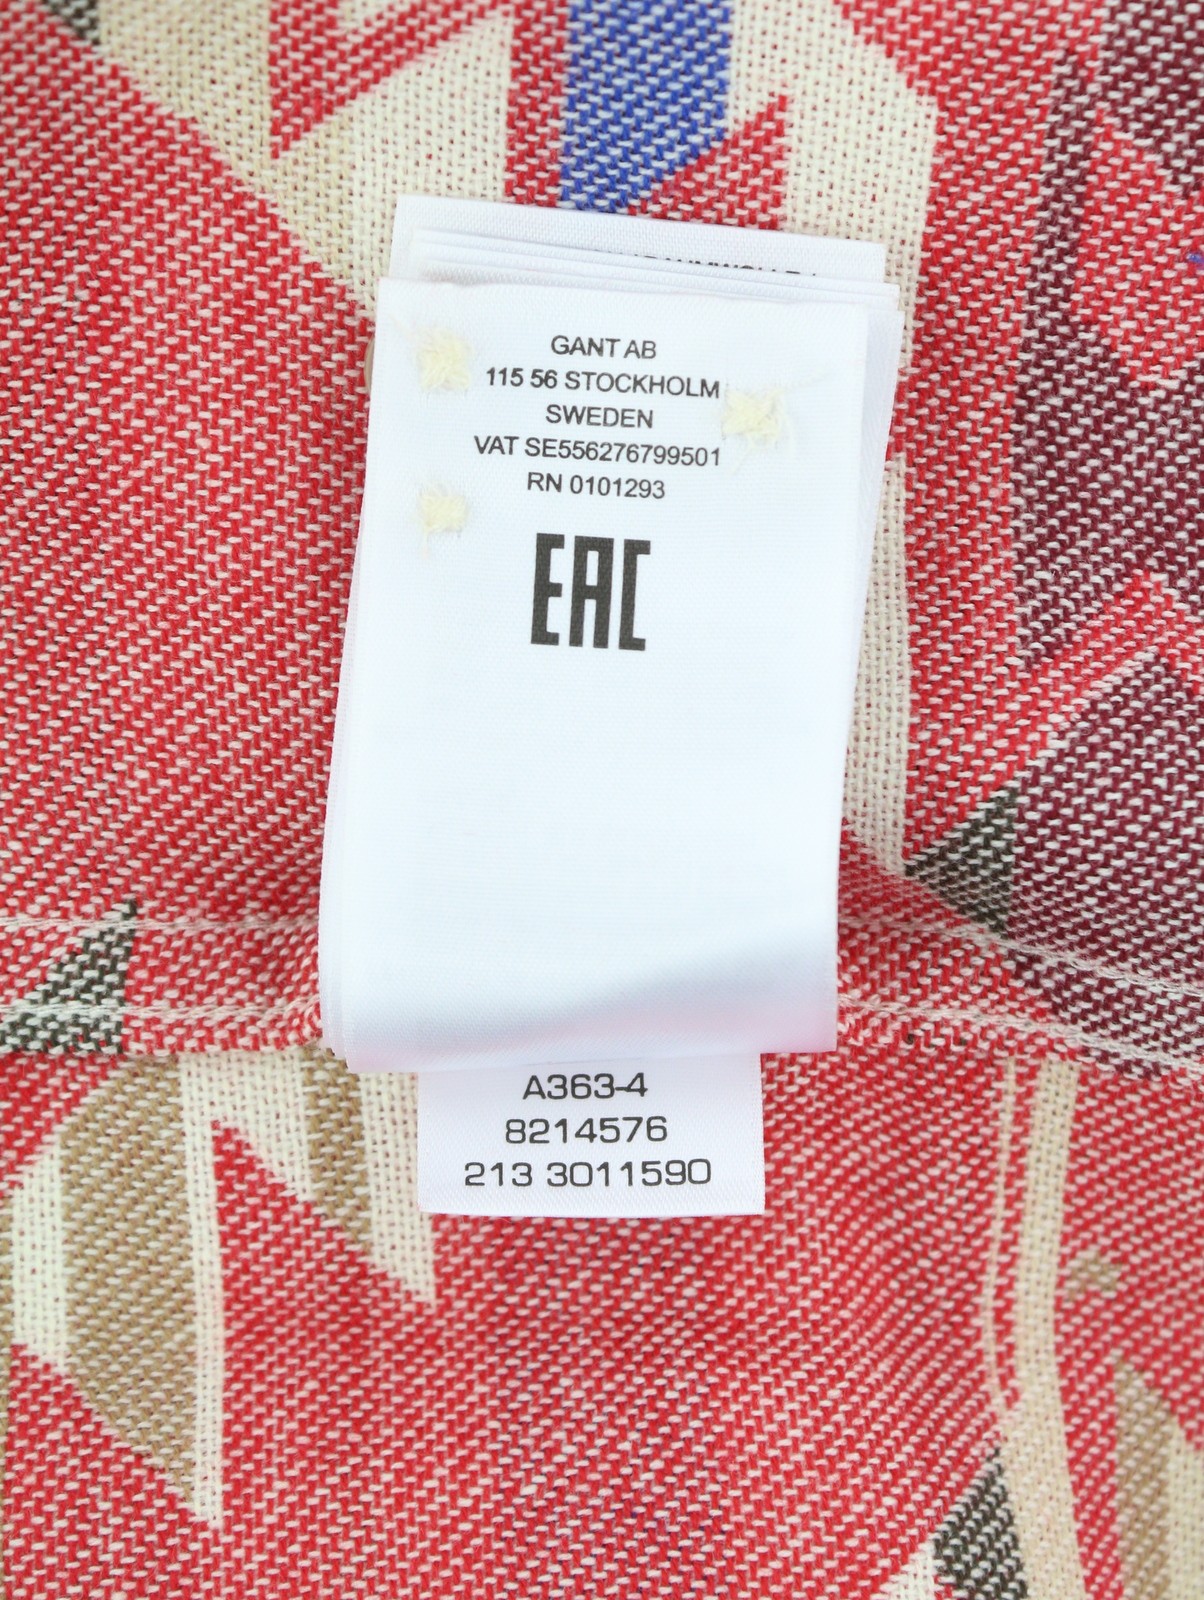 GANT AB
115 56 STOCKHOLM
SWEDEN
VAT SE556276799501
RN 0101293
EAC
A363-4
8214576
213 3011590